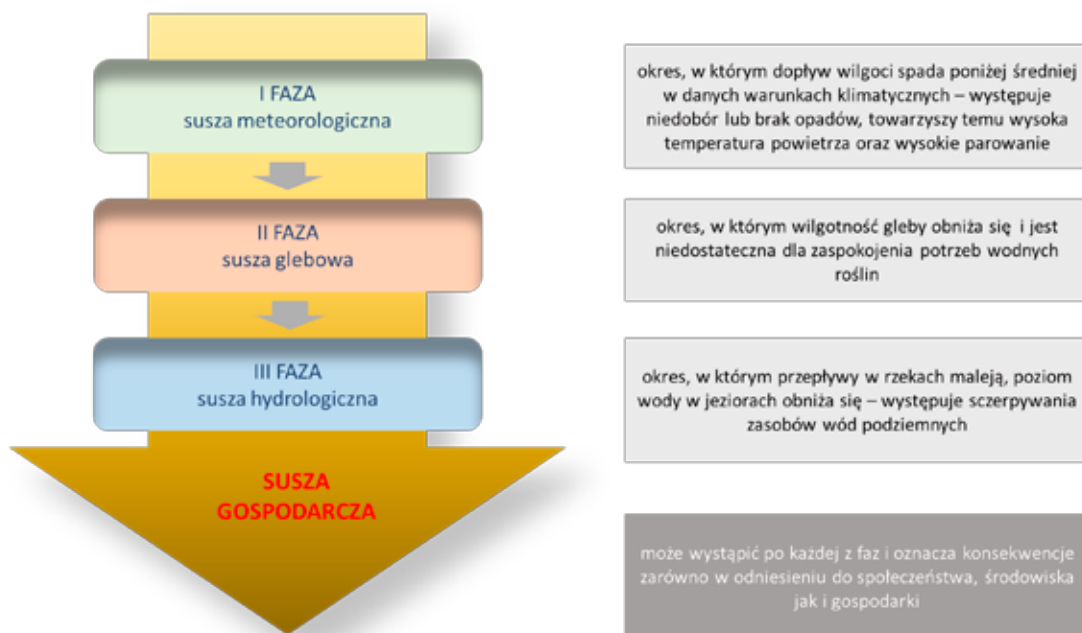 I FAZA
susza meteorologiczna
okres, w którym dopływ wilgoci spada poniżej średniej
w danych warunkach klimatycznych – występuje
niedobór lub brak opadów, towarzyszy temu wysoka
temperatura powietrza oraz wysokie parowanie
II FAZA
susza glebowa
okres, w którym wilgotność gleby obniża się i jest
niedostateczna dla zaspokojenia potrzeb wodnych
roślin
III FAZA
susza hydrologiczna
okres, w którym przepływy w rzekach maleją, poziom
wody w jeziorach obniża się – występuje sczerpywania
zasobów wód podziemnych
SUSZA
GOSPODARCZA
może wystąpić po każdej z faz i oznacza konsekwencje
zarówno w odniesieniu do społeczeństwa, środowiska
jak i gospodarki